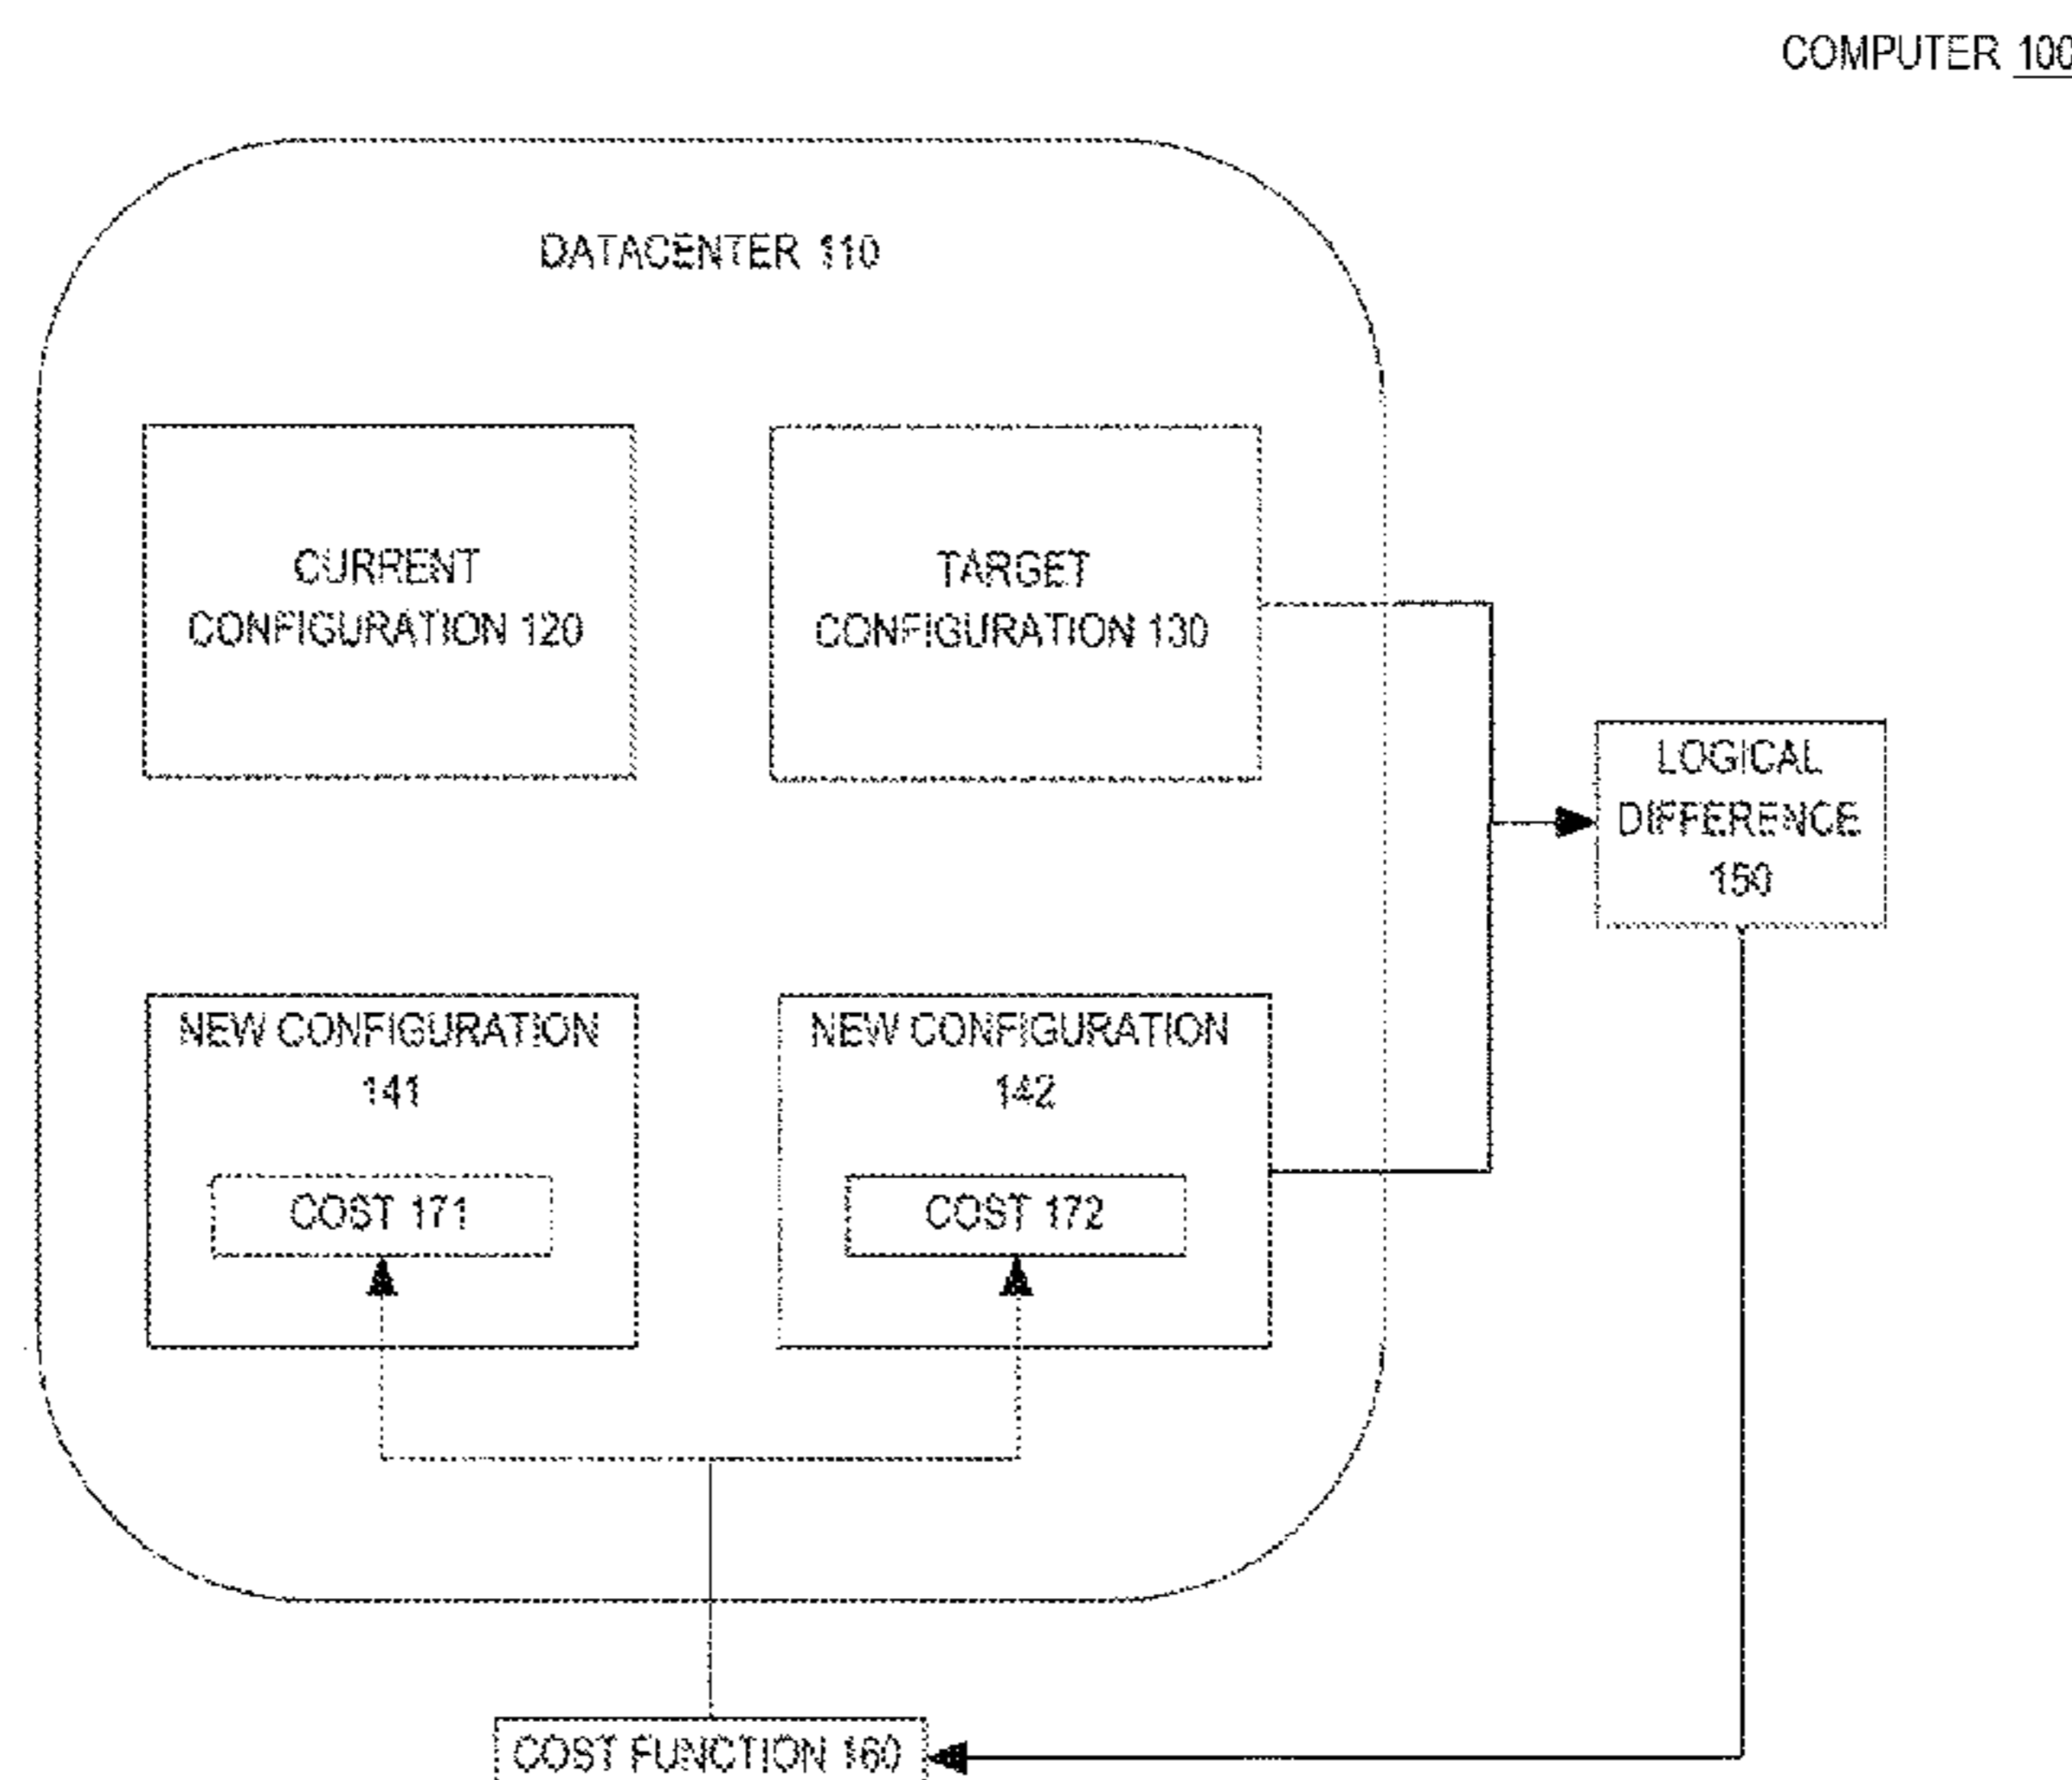 COMPUTER 100
DATACENTER 110
CURRENT
CONFIGURATION 120
TARGET
CONFIGURATION 130
LOGICAL
DIFFERENCE
150
NEW CONFIGURATION
141
COST 171
NEW CONFIGURATION
142
COST 172
COST FUNCTION 160